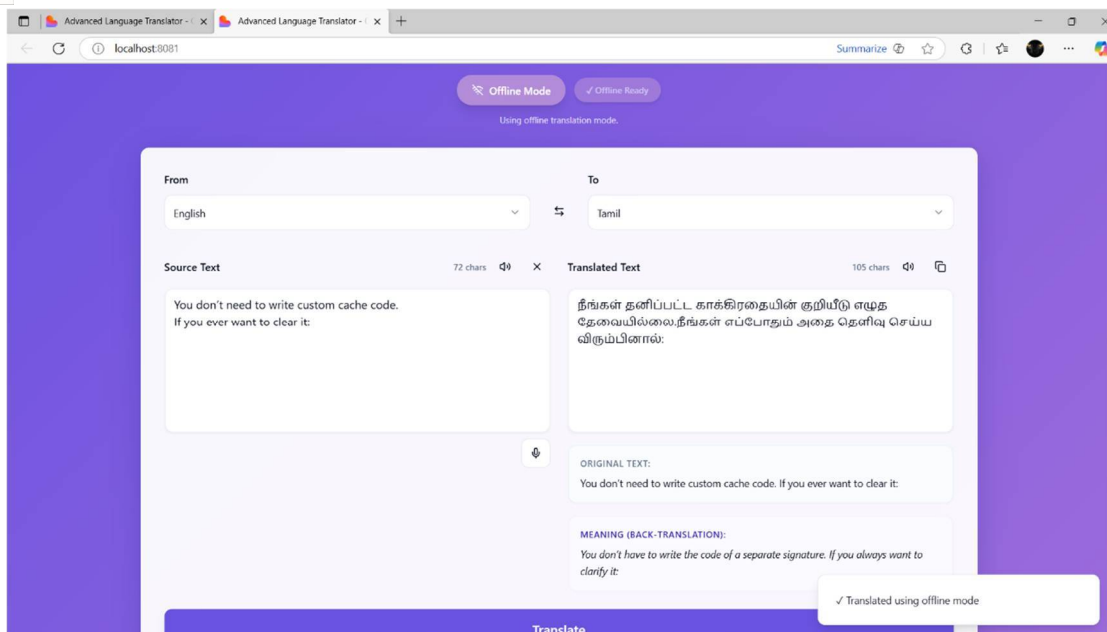 Advanced Language Translator -
Advanced Language Translator -
localhost:8081
Summarize
Offline Mode
✓ Offline Ready
Using offline translation mode.
From
To
English
Tamil
Source Text
72 chars
Translated Text
105 chars
You don't need to write custom cache code.
If you ever want to clear it:
நீங்கள் தனிப்பட்ட காக்கிரதையின் குறியீடு எழுத
தேவையில்லை.நீங்கள் எப்போதும் அதை தெளிவு செய்ய
விரும்பினால்:
ORIGINAL TEXT:
You don't need to write custom cache code. If you ever want to clear it:
MEANING (BACK-TRANSLATION):
You don't have to write the code of a separate signature. If you always want to
clarify it:
✓ Translated using offline mode
Translate